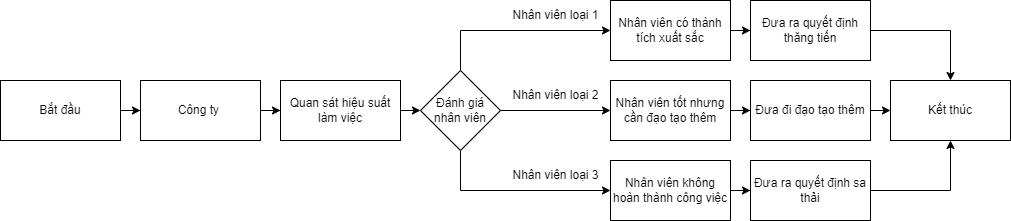 Bắt đầu
Công ty
Quan sát hiệu suất
làm việc
Đánh giá
nhân viên
Nhân viên loại 1
Nhân viên có thành
tích xuất sắc
Đưa ra quyết định
thăng tiến
Nhân viên loại 2
Nhân viên tốt nhưng
cần đạo tạo thêm
Đưa đi đạo tạo thêm
Nhân viên loại 3
Nhân viên không
hoàn thành công việc
Đưa ra quyết định sa
thải
Kết thúc